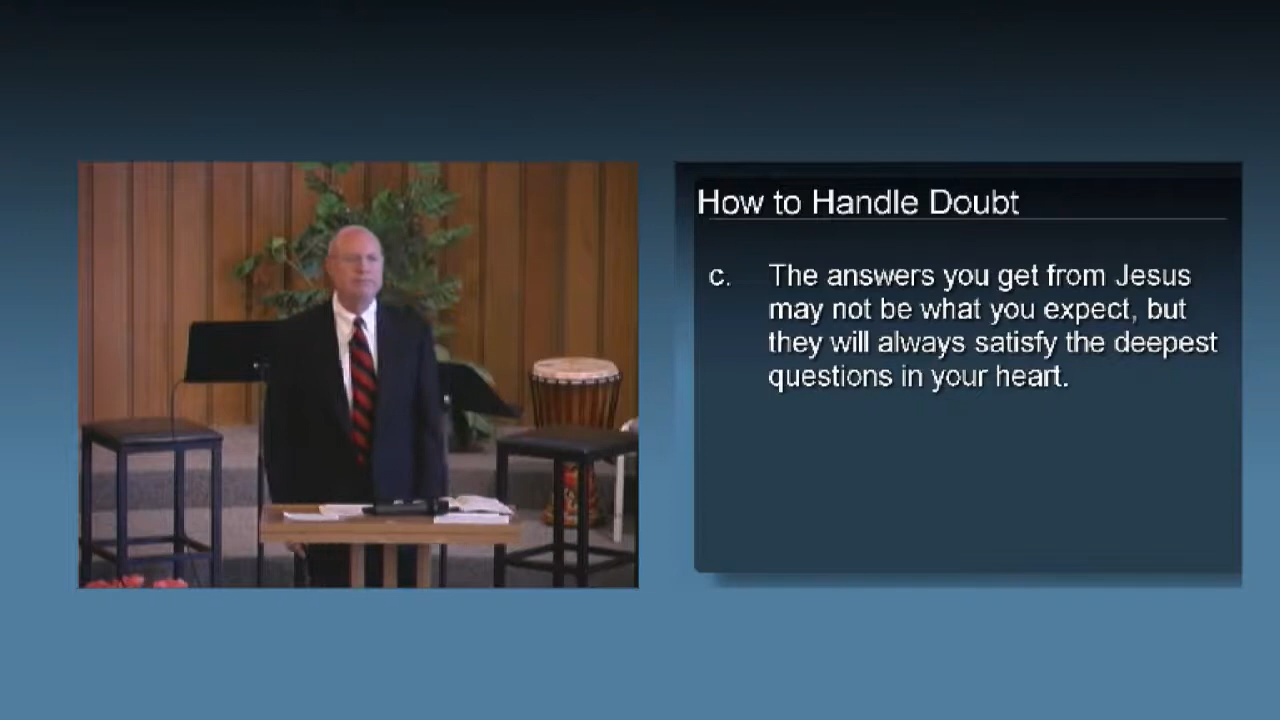 How to Handle Doubt
c. The answers you get from Jesus
may not be what you expect, but
they will always satisfy the deepest
questions in your heart.